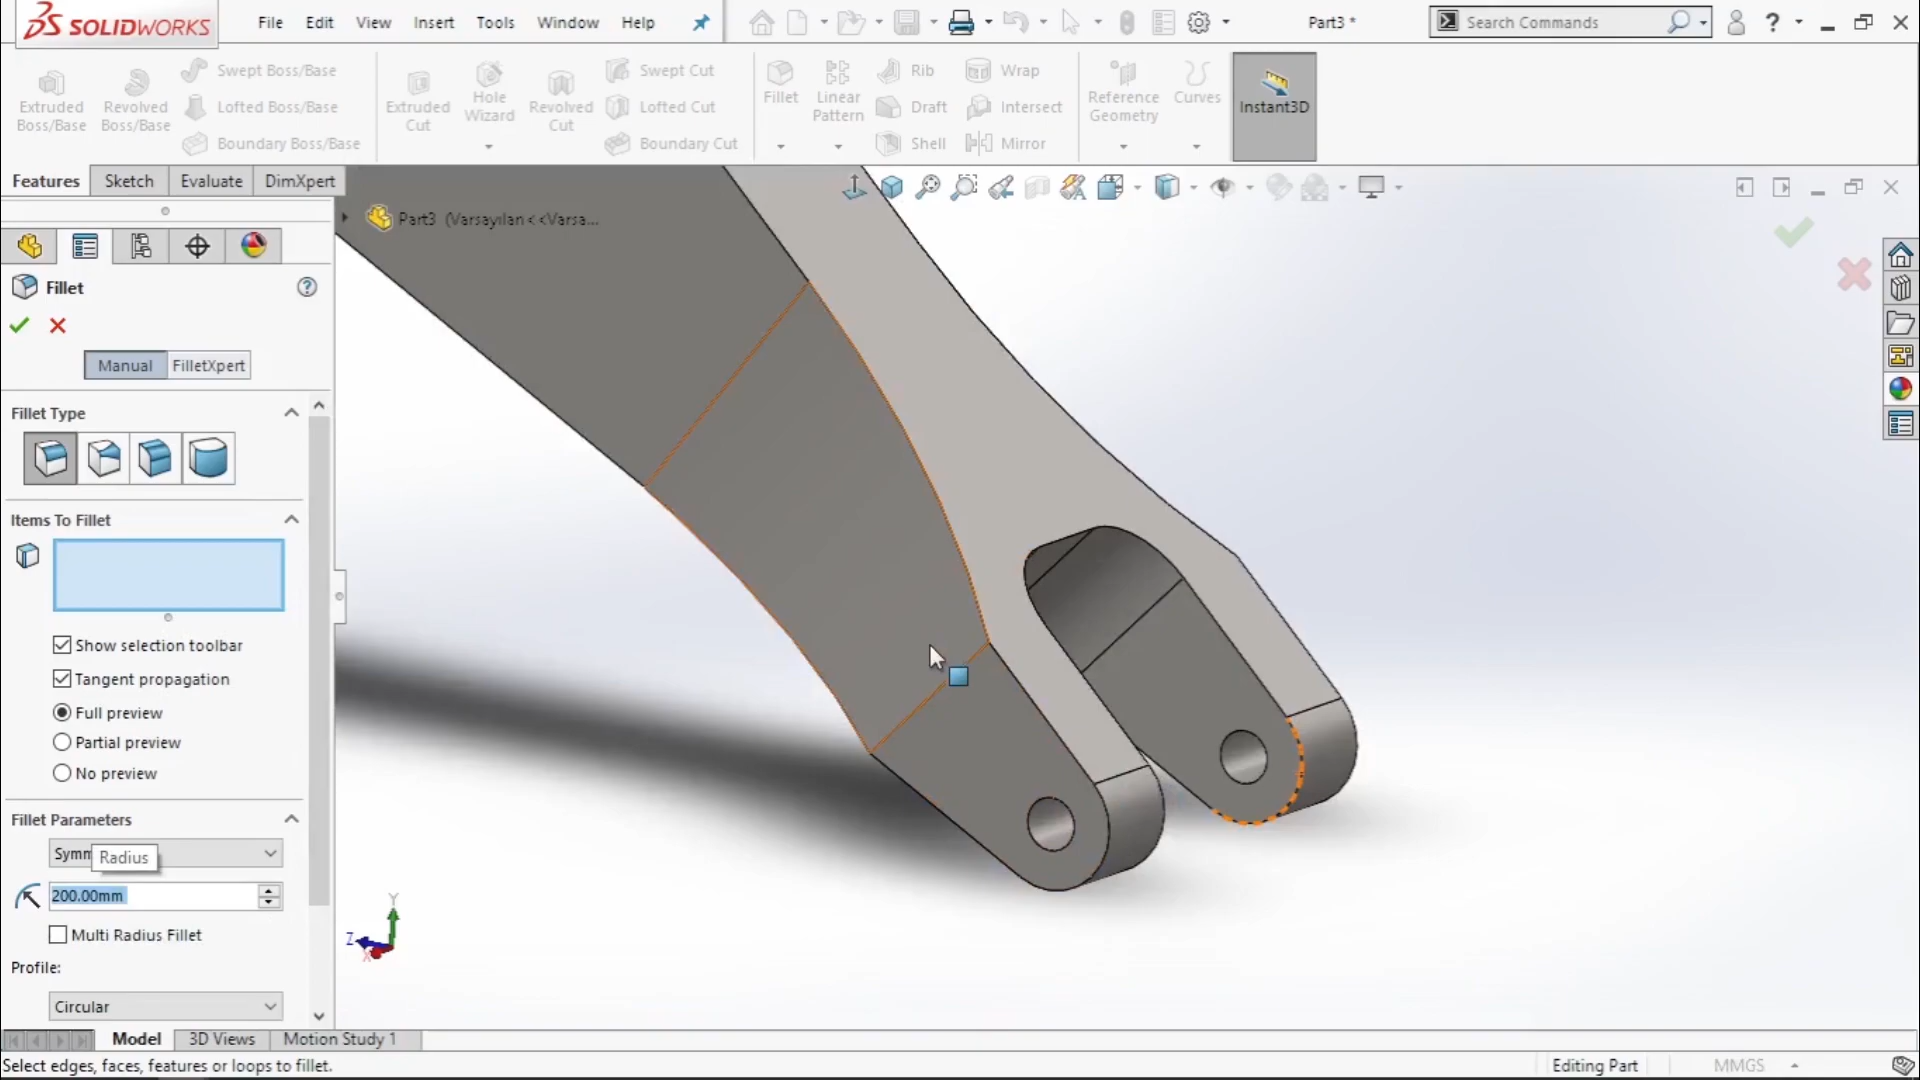 SOLIDWORKS File Edit View Insert Tools Window Help Part3 * Search Commands ?
Extruded Boss/Base
Revolved Boss/Base
Swept Boss/Base
Lofted Boss/Base
Boundary Boss/Base
Extruded Cut
Hole Wizard
Revolved Cut
Swept Cut
Lofted Cut
Boundary Cut
Fillet
Linear Pattern
Rib
Draft
Shell
Wrap
Intersect
Mirror
Reference Geometry
Curves
Instant3D
Features Sketch Evaluate DimXpert
Part3 (Varsayılan<<Varsa...
Fillet ?
Manual FilletXpert
Fillet Type
Items To Fillet
Show selection toolbar
Tangent propagation
Full preview
Partial preview
No preview
Fillet Parameters
Symm
Radius
200.00mm
Multi Radius Fillet
Profile:
Circular
Y
Z
X
Model 3D Views Motion Study 1
Select edges, faces, features or loops to fillet. Editing Part MMGS